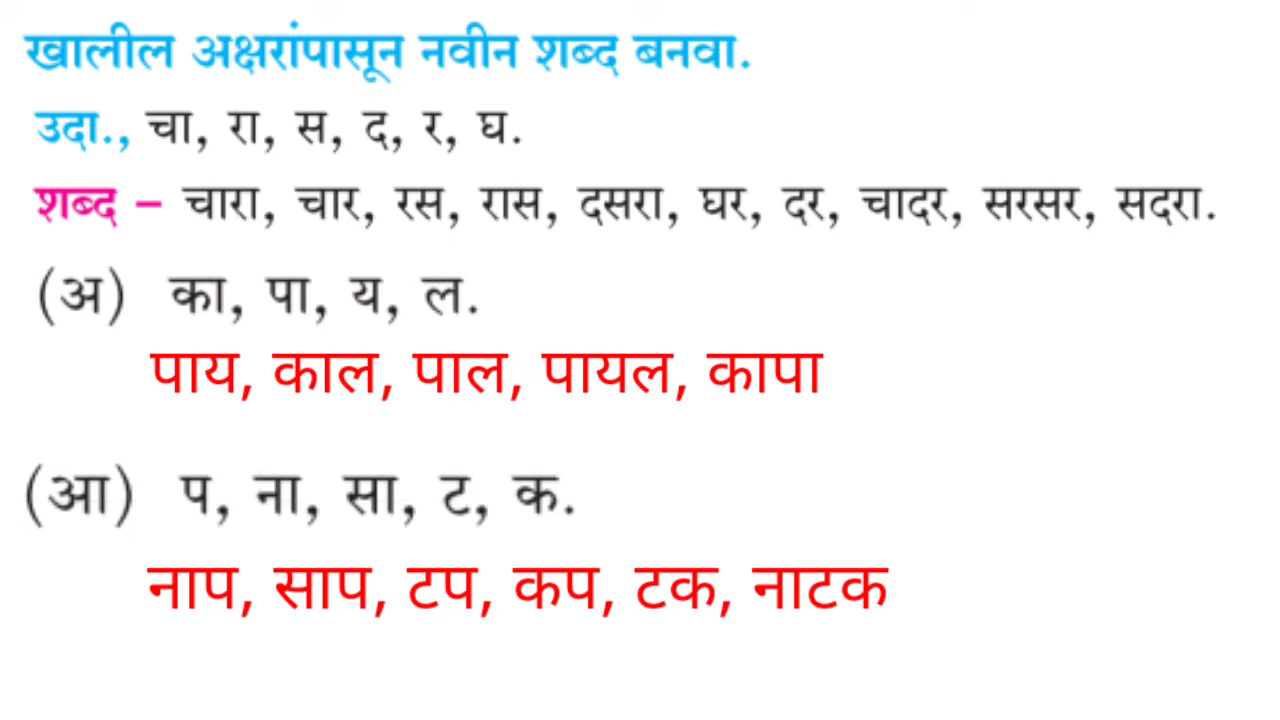 खालील अक्षरांपासून नवीन शब्द बनवा.
उदा., चा, रा, स, द, र, घ.
शब्द – चारा, चार, रस, रास, दसरा, घर, दर, चादर, सरसर, सदरा.
(अ) का, पा, य, ल.
पाय, काल, पाल, पायल, कापा
(आ) प, ना, सा, ट, क.
नाप, साप, टप, कप, टक, नाटक